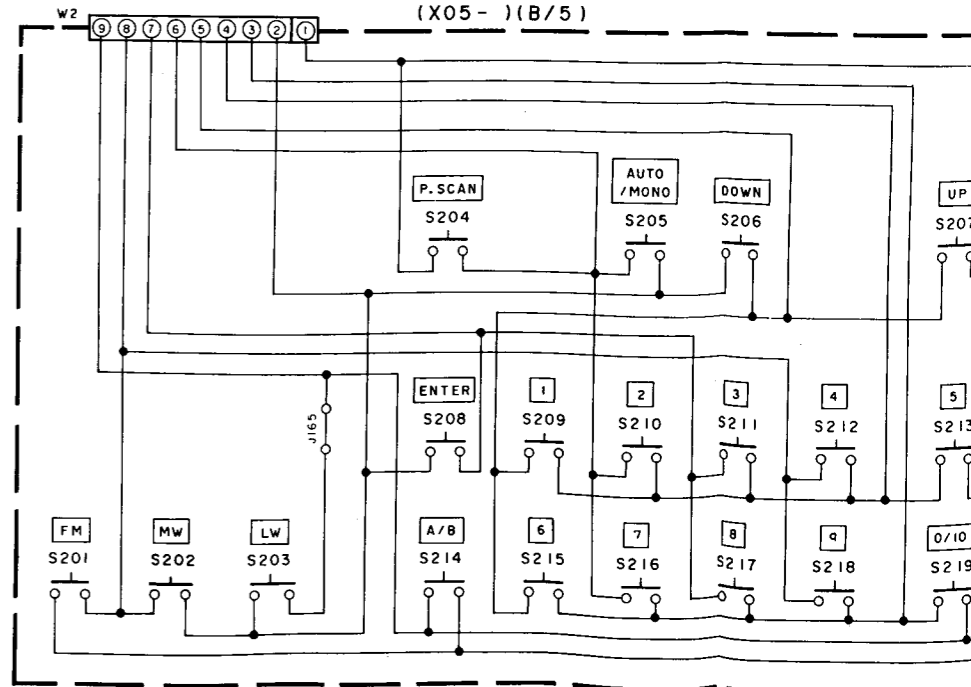 (X05- )(B/5)
W2
9 8 7 6 5 4 3 2 1
P.SCAN
S204
AUTO
/MONO
S205
DOWN
S206
UP
S207
J165
ENTER
S208
1
S209
2
S210
3
S211
4
S212
5
S213
FM
S201
MW
S202
LW
S203
A/B
S214
6
S215
7
S216
8
S217
9
S218
0/10
S219